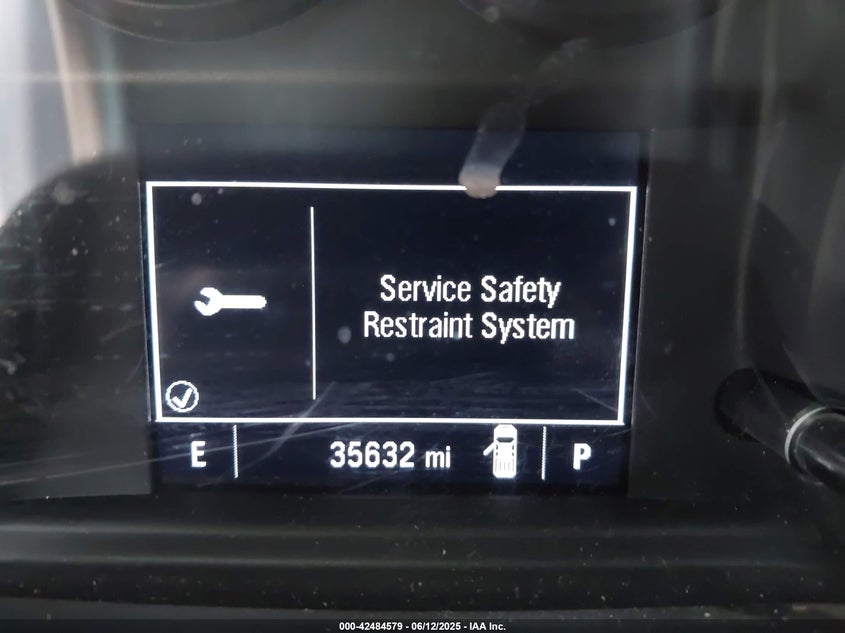 Service Safety
Restraint System
E 35632 mi P
000-42484579 - 06/12/2025 - IAA Inc.